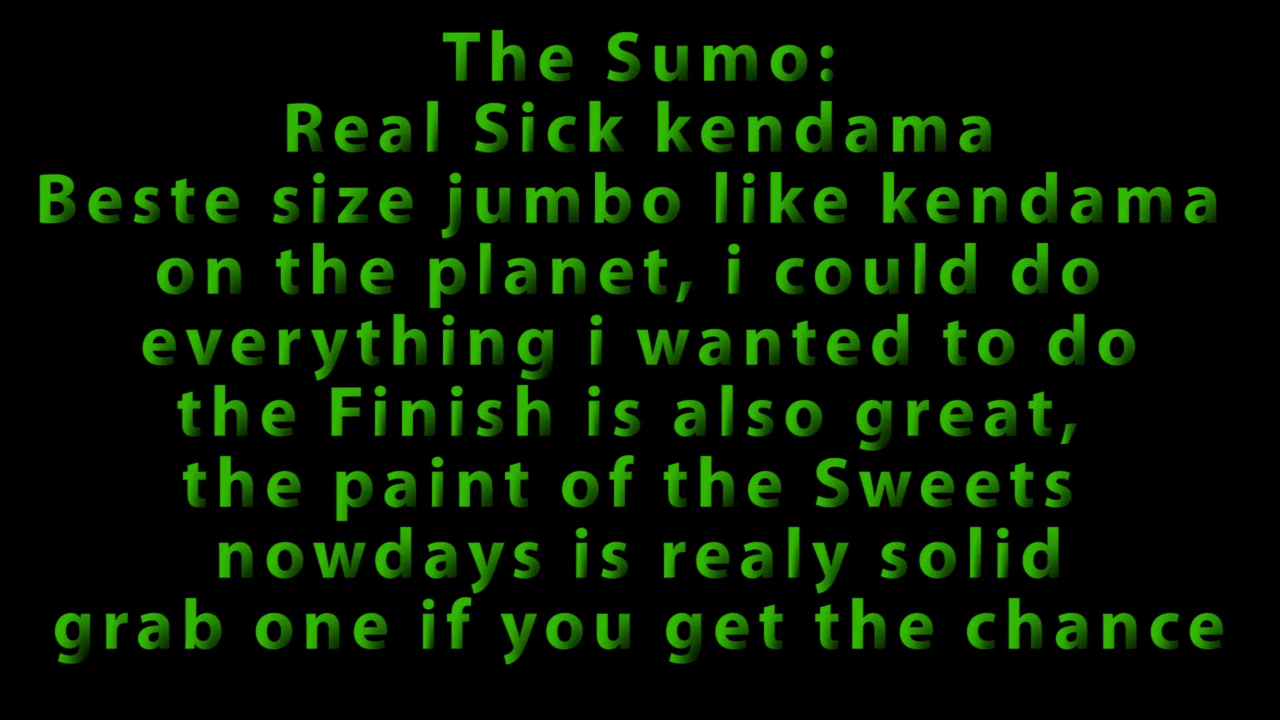 The Sumo:
Real Sick kendama
Beste size jumbo like kendama
on the planet, i could do
everything i wanted to do
the Finish is also great,
the paint of the Sweets
nowdays is realy solid
grab one if you get the chance